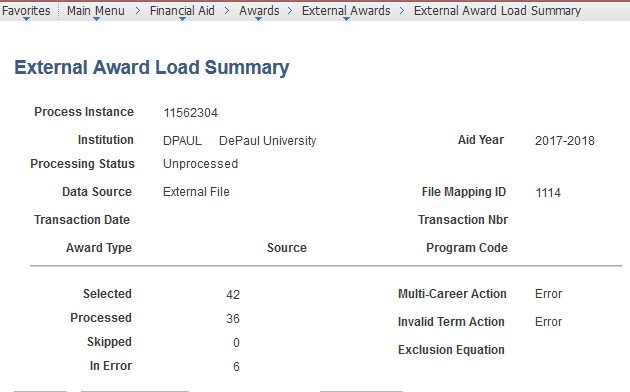 Favorites Main Menu > Financial Aid > Awards > External Awards > External Award Load Summary
External Award Load Summary
Process Instance 11562304
Institution DPAUL DePaul University Aid Year 2017-2018
Processing Status Unprocessed
Data Source External File File Mapping ID 1114
Transaction Date Transaction Nbr
Award Type Source Program Code
Selected 42 Multi-Career Action Error
Processed 36 Invalid Term Action Error
Skipped 0 Exclusion Equation
In Error 6